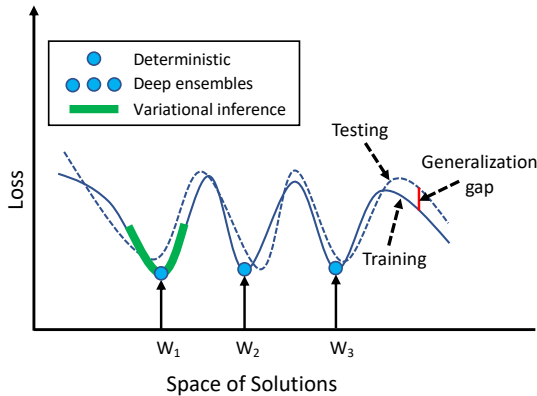 Deterministic
Deep ensembles
Variational inference
Testing
Generalization
gap
Training
Loss
W₁
W₂
W₃
Space of Solutions